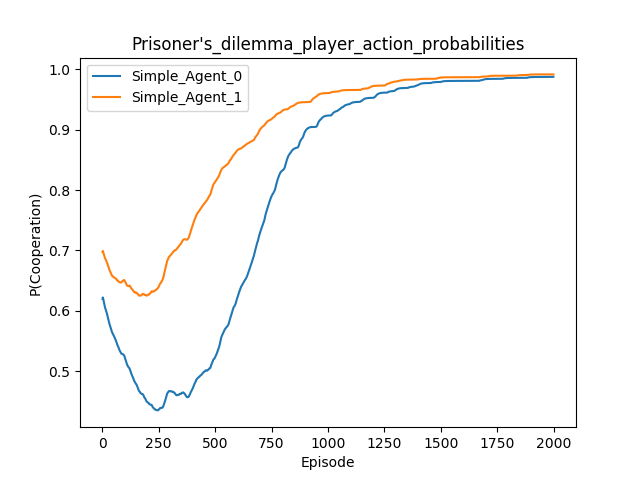 Prisoner's_dilemma_player_action_probabilities
Simple_Agent_0
Simple_Agent_1
1.0
0.9
0.8
0.7
0.6
0.5
P(Cooperation)
0 250 500 750 1000 1250 1500 1750 2000
Episode